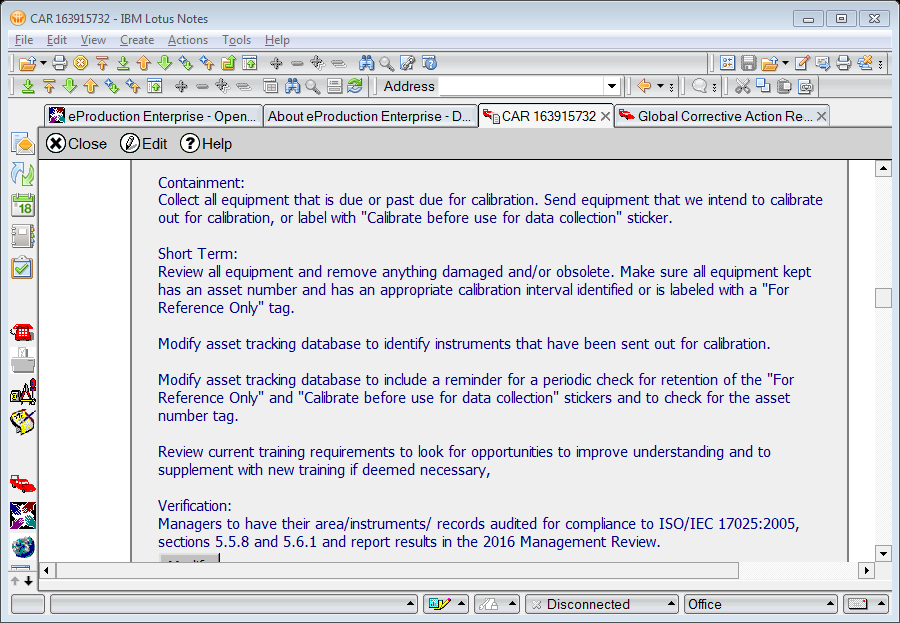 CAR 163915732 - IBM Lotus Notes
File Edit View Create Actions Tools Help
Address
eProduction Enterprise - Open...
About eProduction Enterprise - D...
CAR 163915732
Global Corrective Action Re...
Close Edit Help
18
Containment:
Collect all equipment that is due or past due for calibration. Send equipment that we intend to calibrate
out for calibration, or label with "Calibrate before use for data collection" sticker.
Short Term:
Review all equipment and remove anything damaged and/or obsolete. Make sure all equipment kept
has an asset number and has an appropriate calibration interval identified or is labeled with a "For
Reference Only" tag.
Modify asset tracking database to identify instruments that have been sent out for calibration.
Modify asset tracking database to include a reminder for a periodic check for retention of the "For
Reference Only" and "Calibrate before use for data collection" stickers and to check for the asset
number tag.
Review current training requirements to look for opportunities to improve understanding and to
supplement with new training if deemed necessary,
Verification:
Managers to have their area/instruments/ records audited for compliance to ISO/IEC 17025:2005,
sections 5.5.8 and 5.6.1 and report results in the 2016 Management Review.
Disconnected
Office